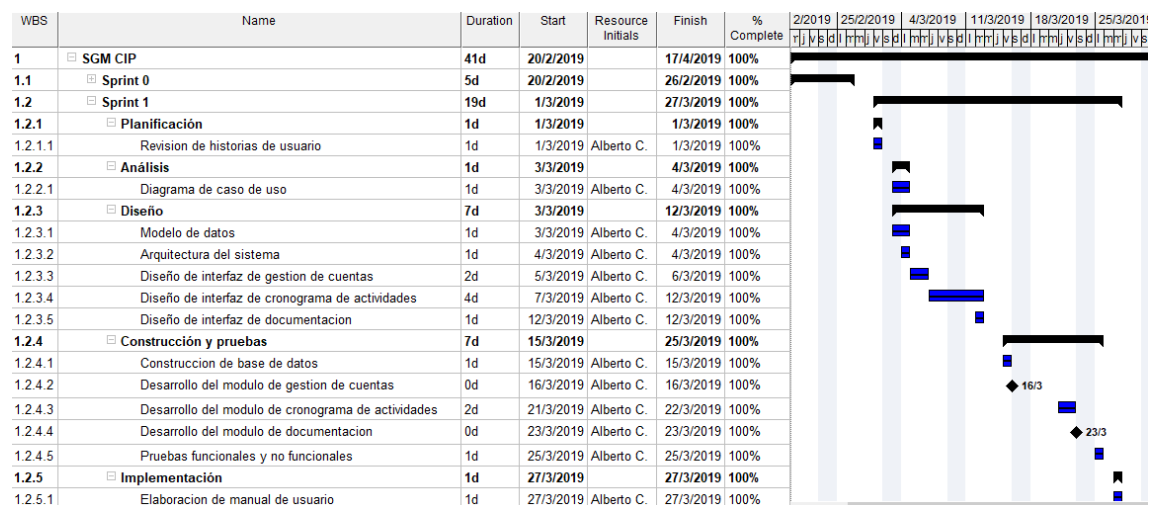 WBS Name Duration Start Resource Initials Finish % Complete 2/2019 25/2/2019 4/3/2019 11/3/2019 18/3/2019 25/3/2019
1 SGM CIP 41d 20/2/2019 17/4/2019 100%
1.1 Sprint 0 5d 20/2/2019 26/2/2019 100%
1.2 Sprint 1 19d 1/3/2019 27/3/2019 100%
1.2.1 Planificación 1d 1/3/2019 1/3/2019 100%
1.2.1.1 Revision de historias de usuario 1d 1/3/2019 Alberto C. 1/3/2019 100%
1.2.2 Análisis 1d 3/3/2019 4/3/2019 100%
1.2.2.1 Diagrama de caso de uso 1d 3/3/2019 Alberto C. 4/3/2019 100%
1.2.3 Diseño 7d 3/3/2019 12/3/2019 100%
1.2.3.1 Modelo de datos 1d 3/3/2019 Alberto C. 4/3/2019 100%
1.2.3.2 Arquitectura del sistema 1d 4/3/2019 Alberto C. 4/3/2019 100%
1.2.3.3 Diseño de interfaz de gestion de cuentas 2d 5/3/2019 Alberto C. 6/3/2019 100%
1.2.3.4 Diseño de interfaz de cronograma de actividades 4d 7/3/2019 Alberto C. 12/3/2019 100%
1.2.3.5 Diseño de interfaz de documentacion 1d 12/3/2019 Alberto C. 12/3/2019 100%
1.2.4 Construcción y pruebas 7d 15/3/2019 25/3/2019 100%
1.2.4.1 Construccion de base de datos 1d 15/3/2019 Alberto C. 15/3/2019 100%
1.2.4.2 Desarrollo del modulo de gestion de cuentas 0d 16/3/2019 Alberto C. 16/3/2019 100% 16/3
1.2.4.3 Desarrollo del modulo de cronograma de actividades 2d 21/3/2019 Alberto C. 22/3/2019 100%
1.2.4.4 Desarrollo del modulo de documentacion 0d 23/3/2019 Alberto C. 23/3/2019 100% 23/3
1.2.4.5 Pruebas funcionales y no funcionales 1d 25/3/2019 Alberto C. 25/3/2019 100%
1.2.5 Implementación 1d 27/3/2019 27/3/2019 100%
1.2.5.1 Elaboracion de manual de usuario 1d 27/3/2019 Alberto C. 27/3/2019 100%